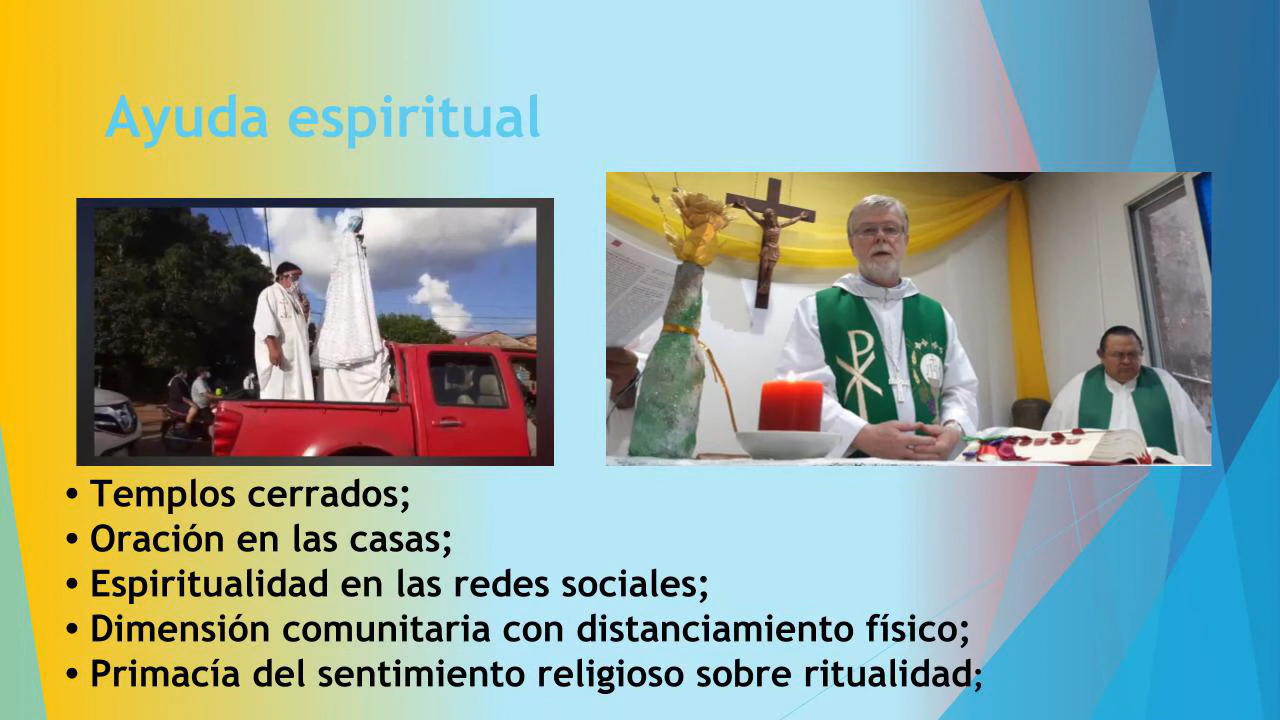 Ayuda espiritual
• Templos cerrados;
• Oración en las casas;
• Espiritualidad en las redes sociales;
• Dimensión comunitaria con distanciamiento físico;
• Primacía del sentimiento religioso sobre ritualidad;